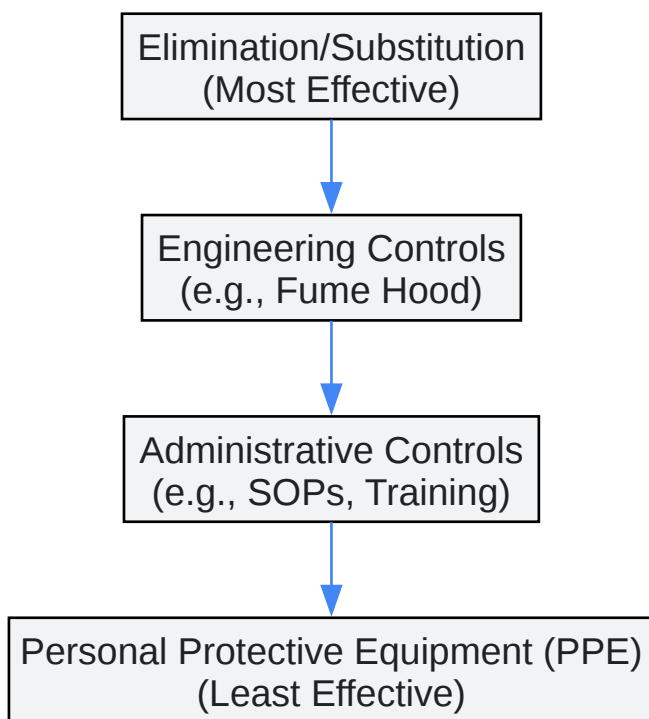 Elimination/Substitution
(Most Effective)
Engineering Controls
(e.g., Fume Hood)
Administrative Controls
(e.g., SOPs, Training)
Personal Protective Equipment (PPE)
(Least Effective)